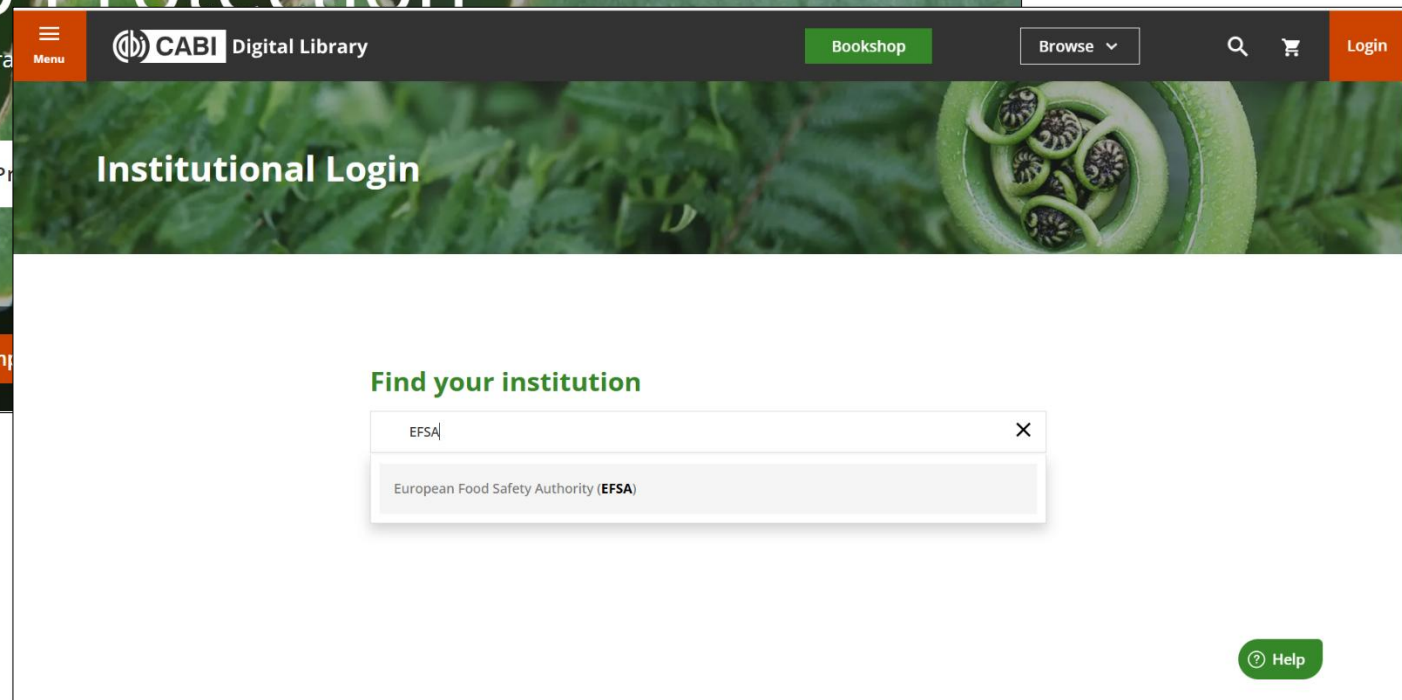 Protection
Menu
CABI Digital Library
Bookshop
Browse
Login
Institutional Login
Find your institution
EFSA
European Food Safety Authority (EFSA)
Help